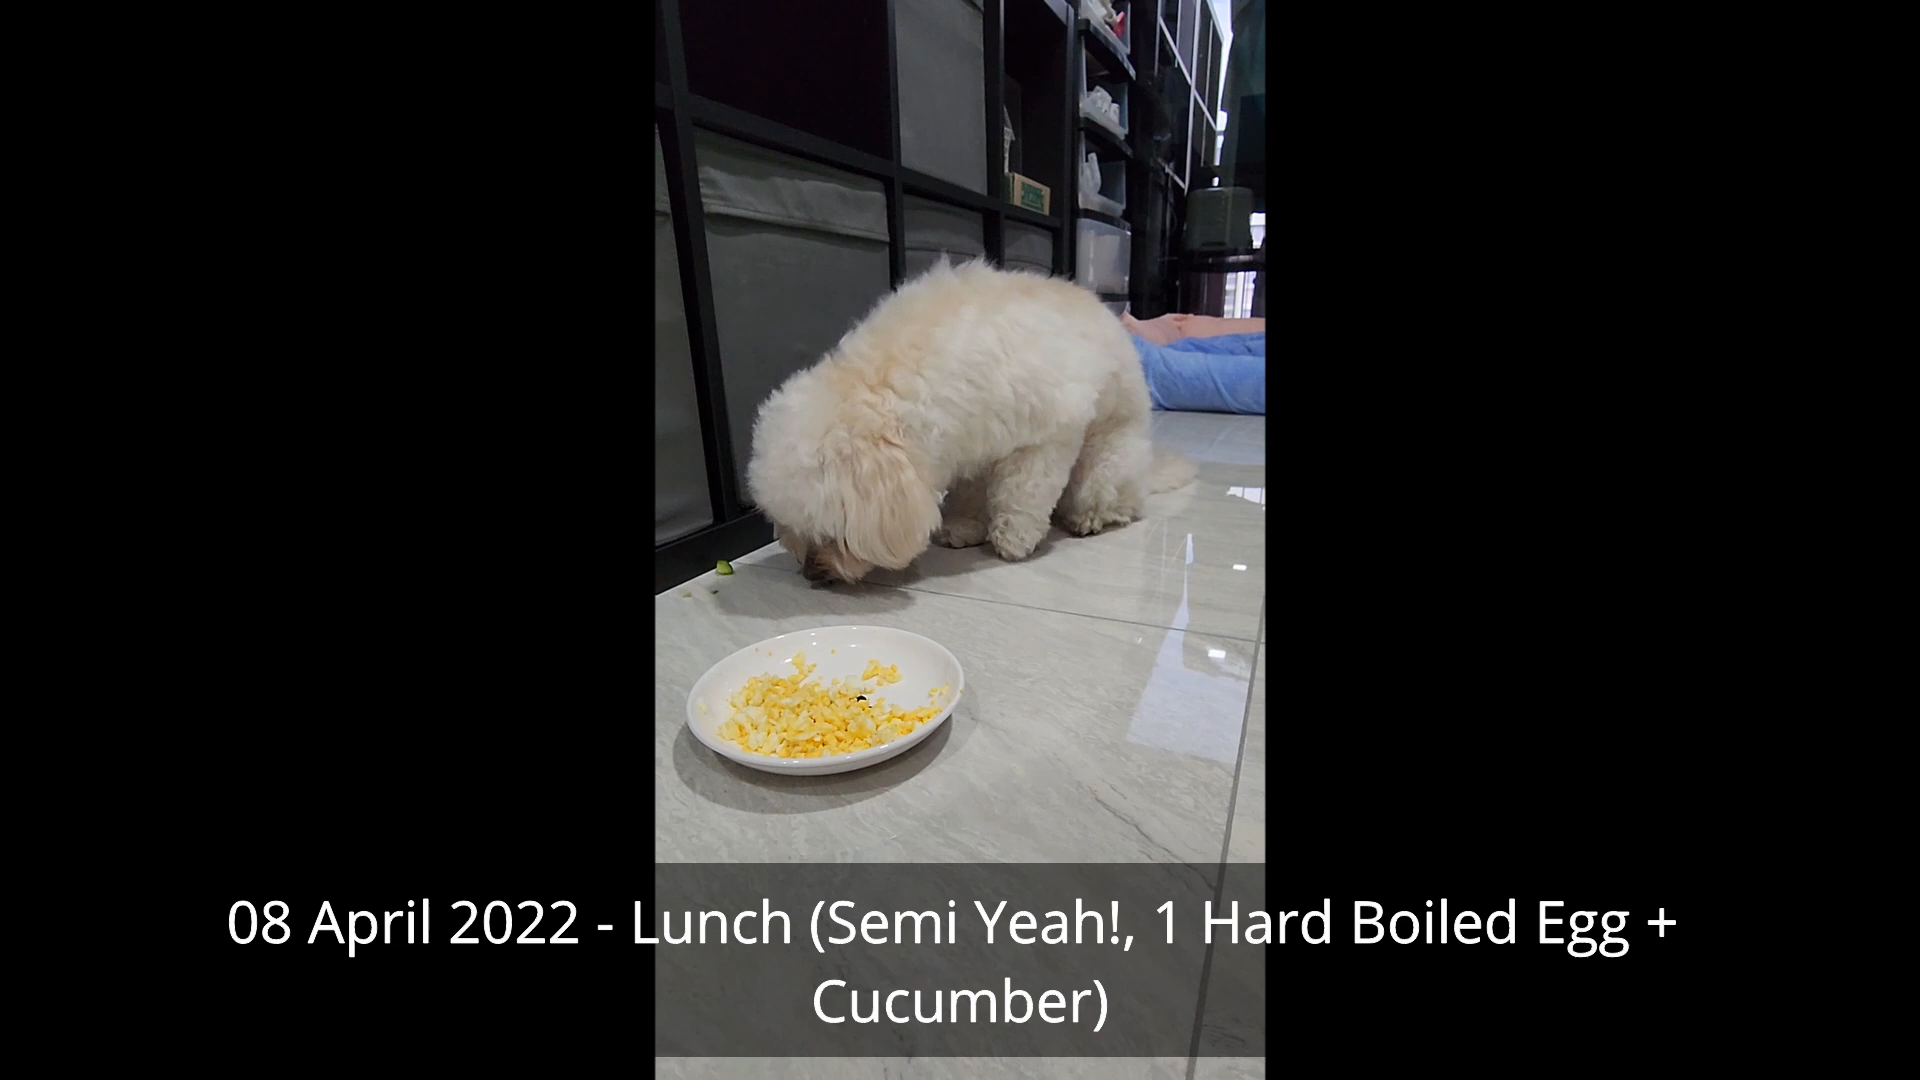 08 April 2022 - Lunch (Semi Yeah!, 1 Hard Boiled Egg +
Cucumber)